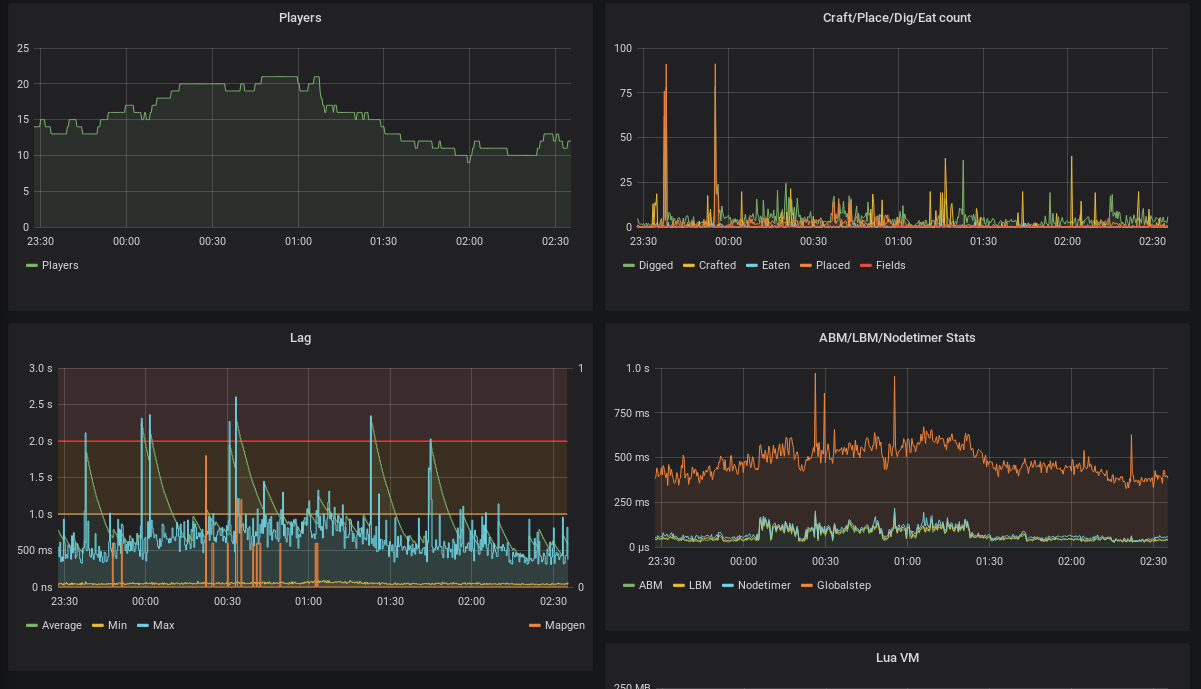 Players
25
20
15
10
5
0
23:30 00:00 00:30 01:00 01:30 02:00 02:30
Players
Craft/Place/Dig/Eat count
100
75
50
25
0
23:30 00:00 00:30 01:00 01:30 02:00 02:30
Digged Crafted Eaten Placed Fields
Lag
3.0 s 1
2.5 s
2.0 s
1.5 s
1.0 s
500 ms
0 ns 0
23:30 00:00 00:30 01:00 01:30 02:00 02:30
Average Min Max Mapgen
ABM/LBM/Nodetimer Stats
1.0 s
750 ms
500 ms
250 ms
0 µs
23:30 00:00 00:30 01:00 01:30 02:00 02:30
ABM LBM Nodetimer Globalstep
Lua VM
250 MB